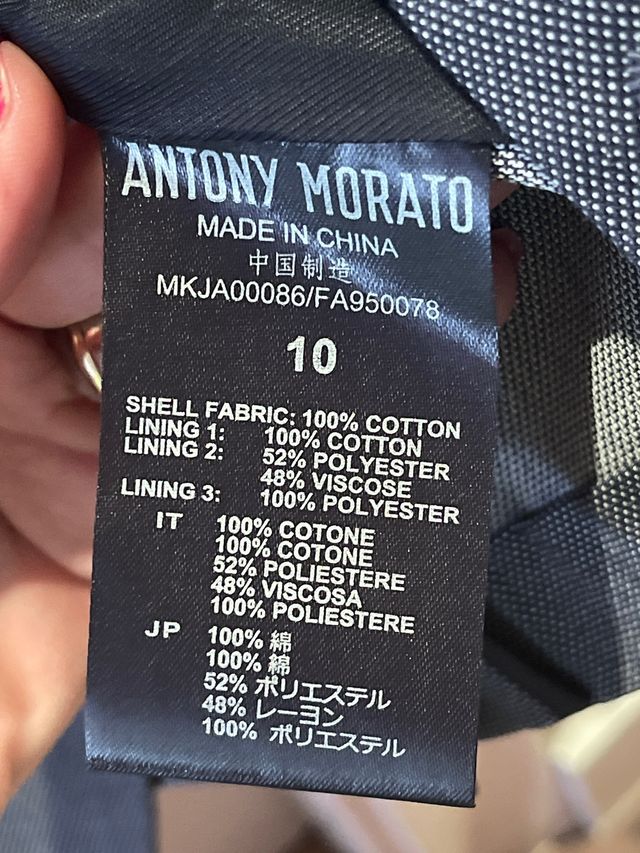 ANTONY MORATO
MADE IN CHINA
中国制造
MKJA00086/FA950078
10
SHELL FABRIC: 100% COTTON
LINING 1: 100% COTTON
LINING 2: 52% POLYESTER
48% VISCOSE
LINING 3: 100% POLYESTER
IT 100% COTONE
100% COTONE
52% POLIESTERE
48% VISCOSA
100% POLIESTERE
JP 100% 綿
100% 綿
52% ポリエステル
48% レーヨン
100% ポリエステル